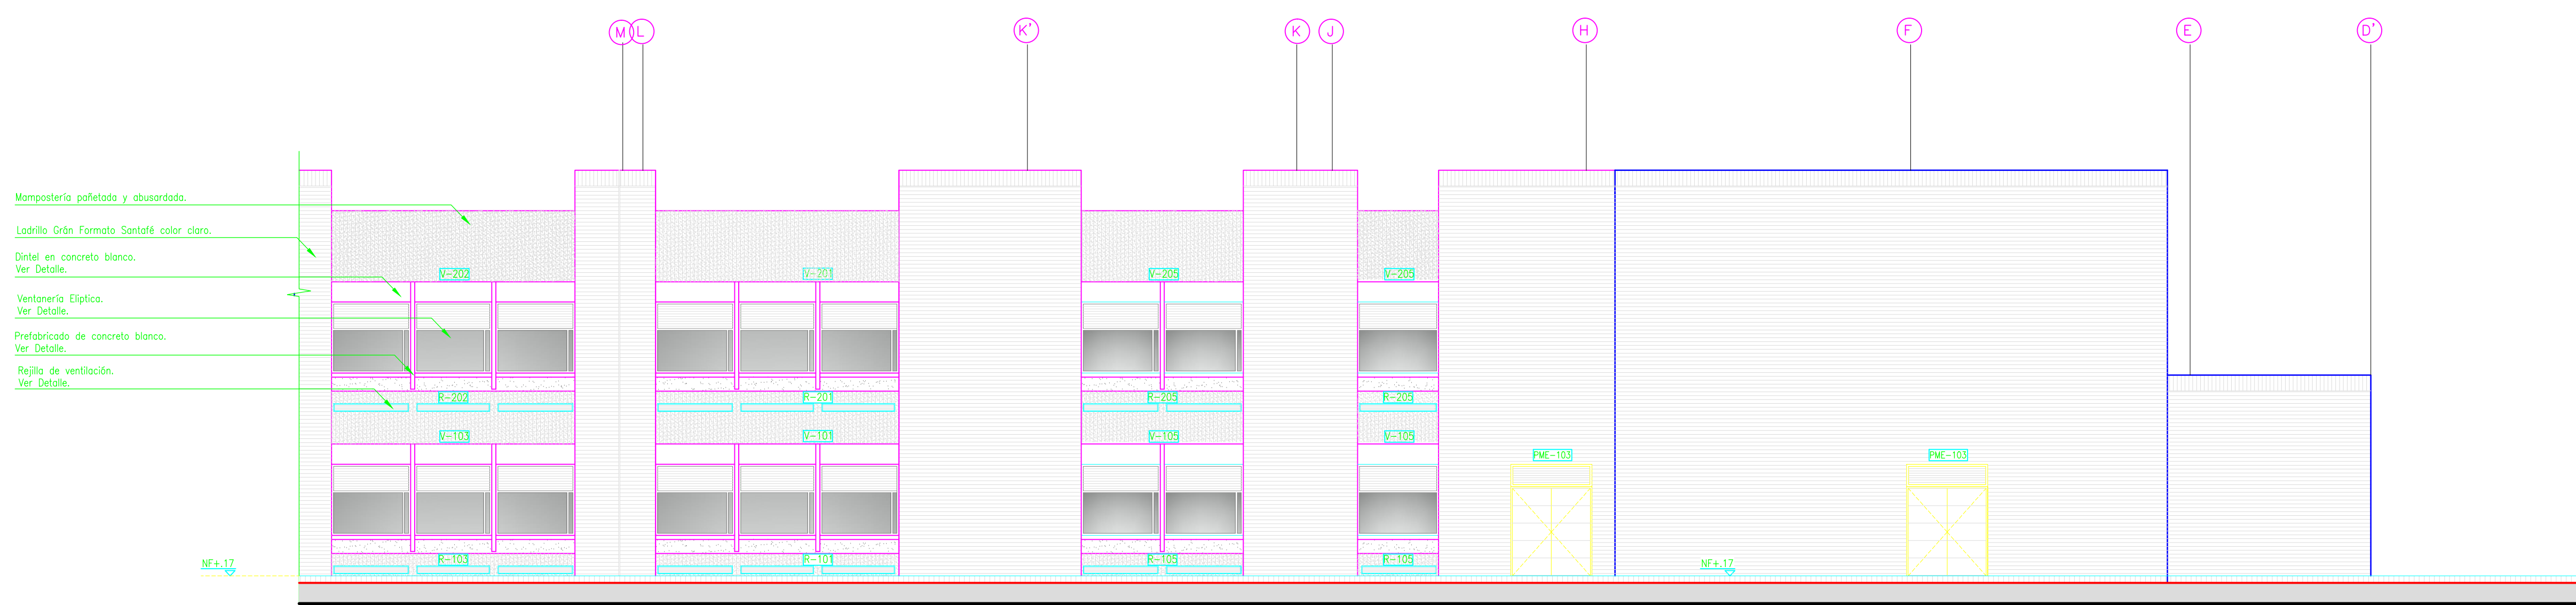 M L K' K J H F E D'
Mampostería pañetada y abusardada.
Ladrillo Grán Formato Santafé color claro.
Dintel en concreto blanco.
Ver Detalle.
Ventanería Elíptica.
Ver Detalle.
Prefabricado de concreto blanco.
Ver Detalle.
Rejilla de ventilación.
Ver Detalle.
V-202 V-201 V-205 V-205
R-202 R-201 R-205 R-205
V-103 V-101 V-105 V-105
PME-103 PME-103
R-103 R-101 R-105 R-105
NF+.17 NF+.17